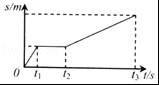 s/m
0 t₁ t₂ t₃ t/s